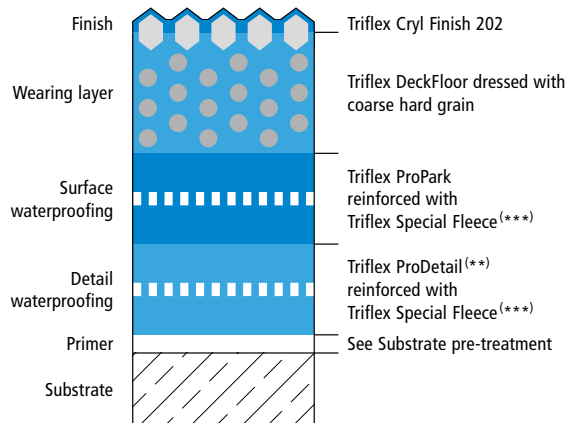 Finish
Triflex Cryl Finish 202
Wearing layer
Triflex DeckFloor dressed with
coarse hard grain
Surface
waterproofing
Triflex ProPark
reinforced with
Triflex Special Fleece(***)
Detail
waterproofing
Triflex ProDetail(**)
reinforced with
Triflex Special Fleece(***)
Primer
See Substrate pre-treatment
Substrate